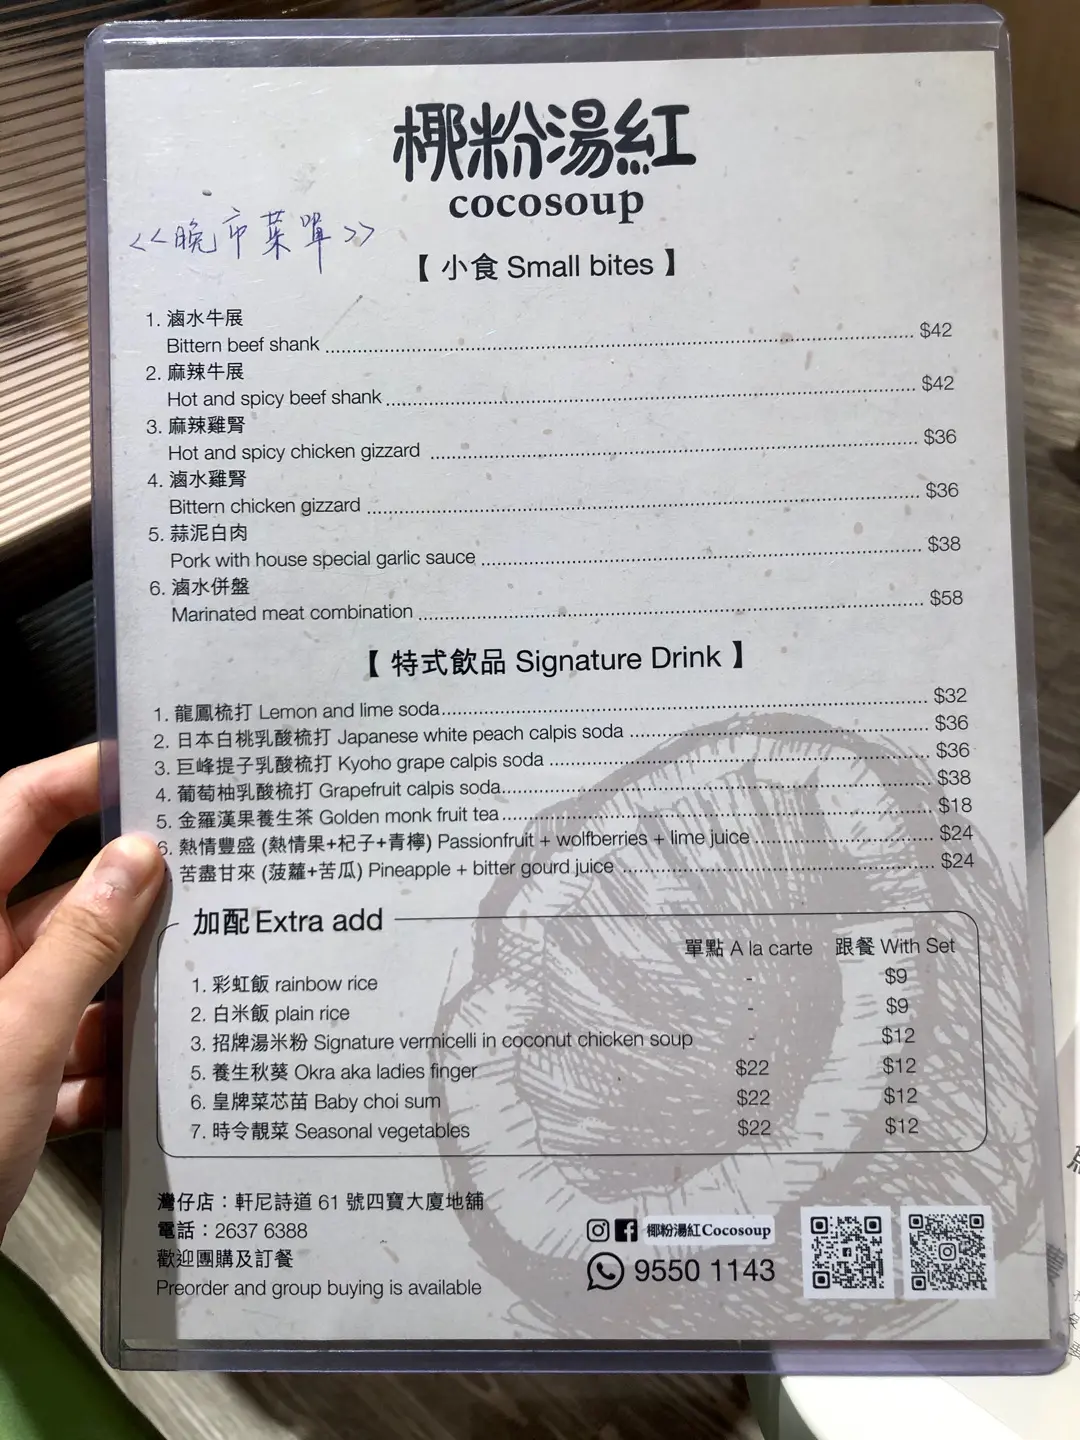 椰粉湯紅
cocosoup
<<晚市菜單>>
【 小食 Small bites 】
1. 滷水牛展
Bittern beef shank ........ $42
2. 麻辣牛展
Hot and spicy beef shank ........ $42
3. 麻辣雞腎
Hot and spicy chicken gizzard ........ $36
4. 滷水雞腎
Bittern chicken gizzard ........ $36
5. 蒜泥白肉
Pork with house special garlic sauce ........ $38
6. 滷水併盤
Marinated meat combination ........ $58
【 特式飲品 Signature Drink 】
1. 龍鳳梳打 Lemon and lime soda ........ $32
2. 日本白桃乳酸梳打 Japanese white peach calpis soda ........ $36
3. 巨峰提子乳酸梳打 Kyoho grape calpis soda ........ $36
4. 葡萄柚乳酸梳打 Grapefruit calpis soda ........ $38
5. 金羅漢果養生茶 Golden monk fruit tea ........ $18
6. 熱情豐盛 (熱情果+杞子+青檸) Passionfruit + wolfberries + lime juice ........ $24
苦盡甘來 (菠蘿+苦瓜) Pineapple + bitter gourd juice ........ $24
加配 Extra add
單點 A la carte 跟餐 With Set
1. 彩虹飯 rainbow rice - $9
2. 白米飯 plain rice - $9
3. 招牌湯米粉 Signature vermicelli in coconut chicken soup - $12
5. 養生秋葵 Okra aka ladies finger $22 $12
6. 皇牌菜芯苗 Baby choi sum $22 $12
7. 時令靚菜 Seasonal vegetables $22 $12
灣仔店：軒尼詩道 61 號四寶大廈地舖
電話：2637 6388
歡迎團購及訂餐
Preorder and group buying is available
椰粉湯紅Cocosoup
9550 1143